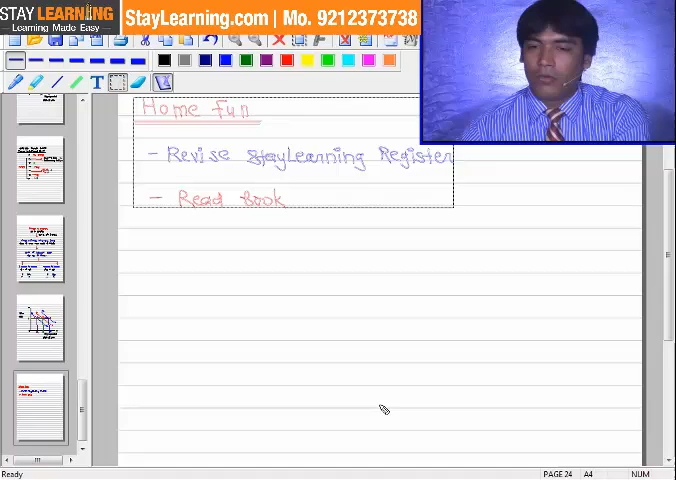 STAY LEARNING
Learning Made Easy
StayLearning.com | Mo. 9212373738
T
Home fun
- Revise StayLearning Register
- Read Book
Ready
PAGE 24
A4
NUM